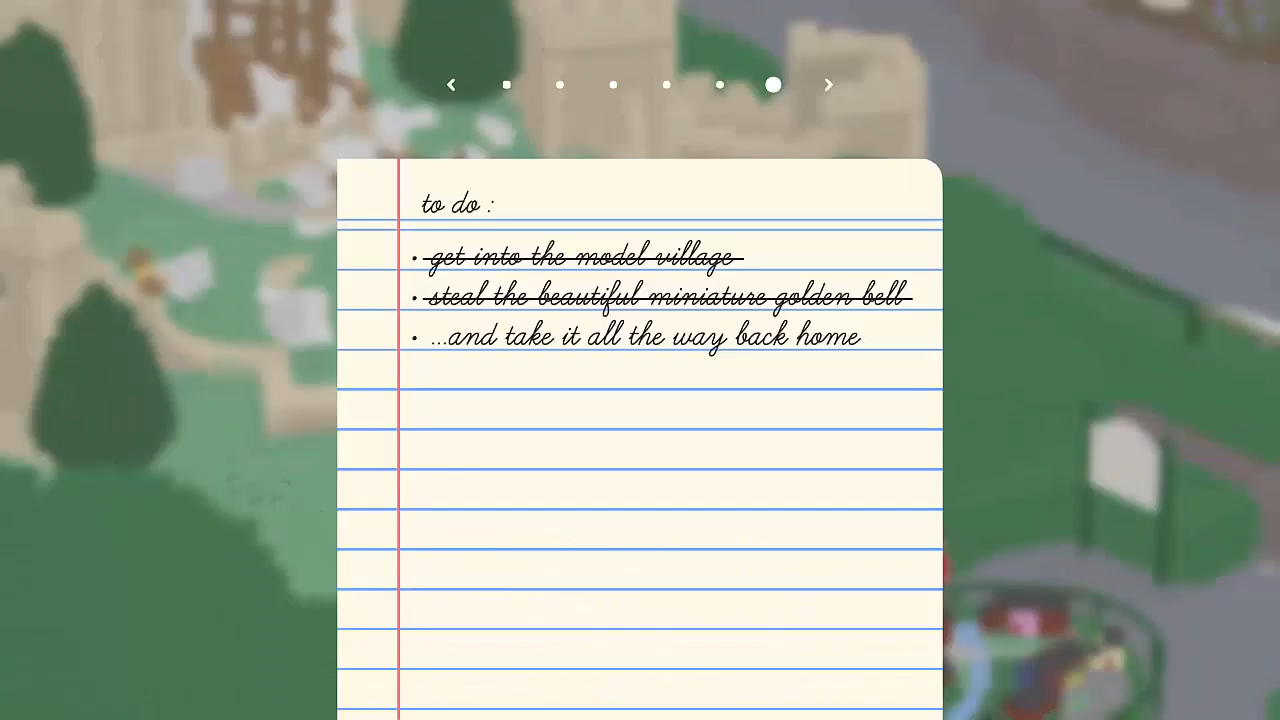 to do :
• get into the model village
• steal the beautiful miniature golden bell
• ...and take it all the way back home